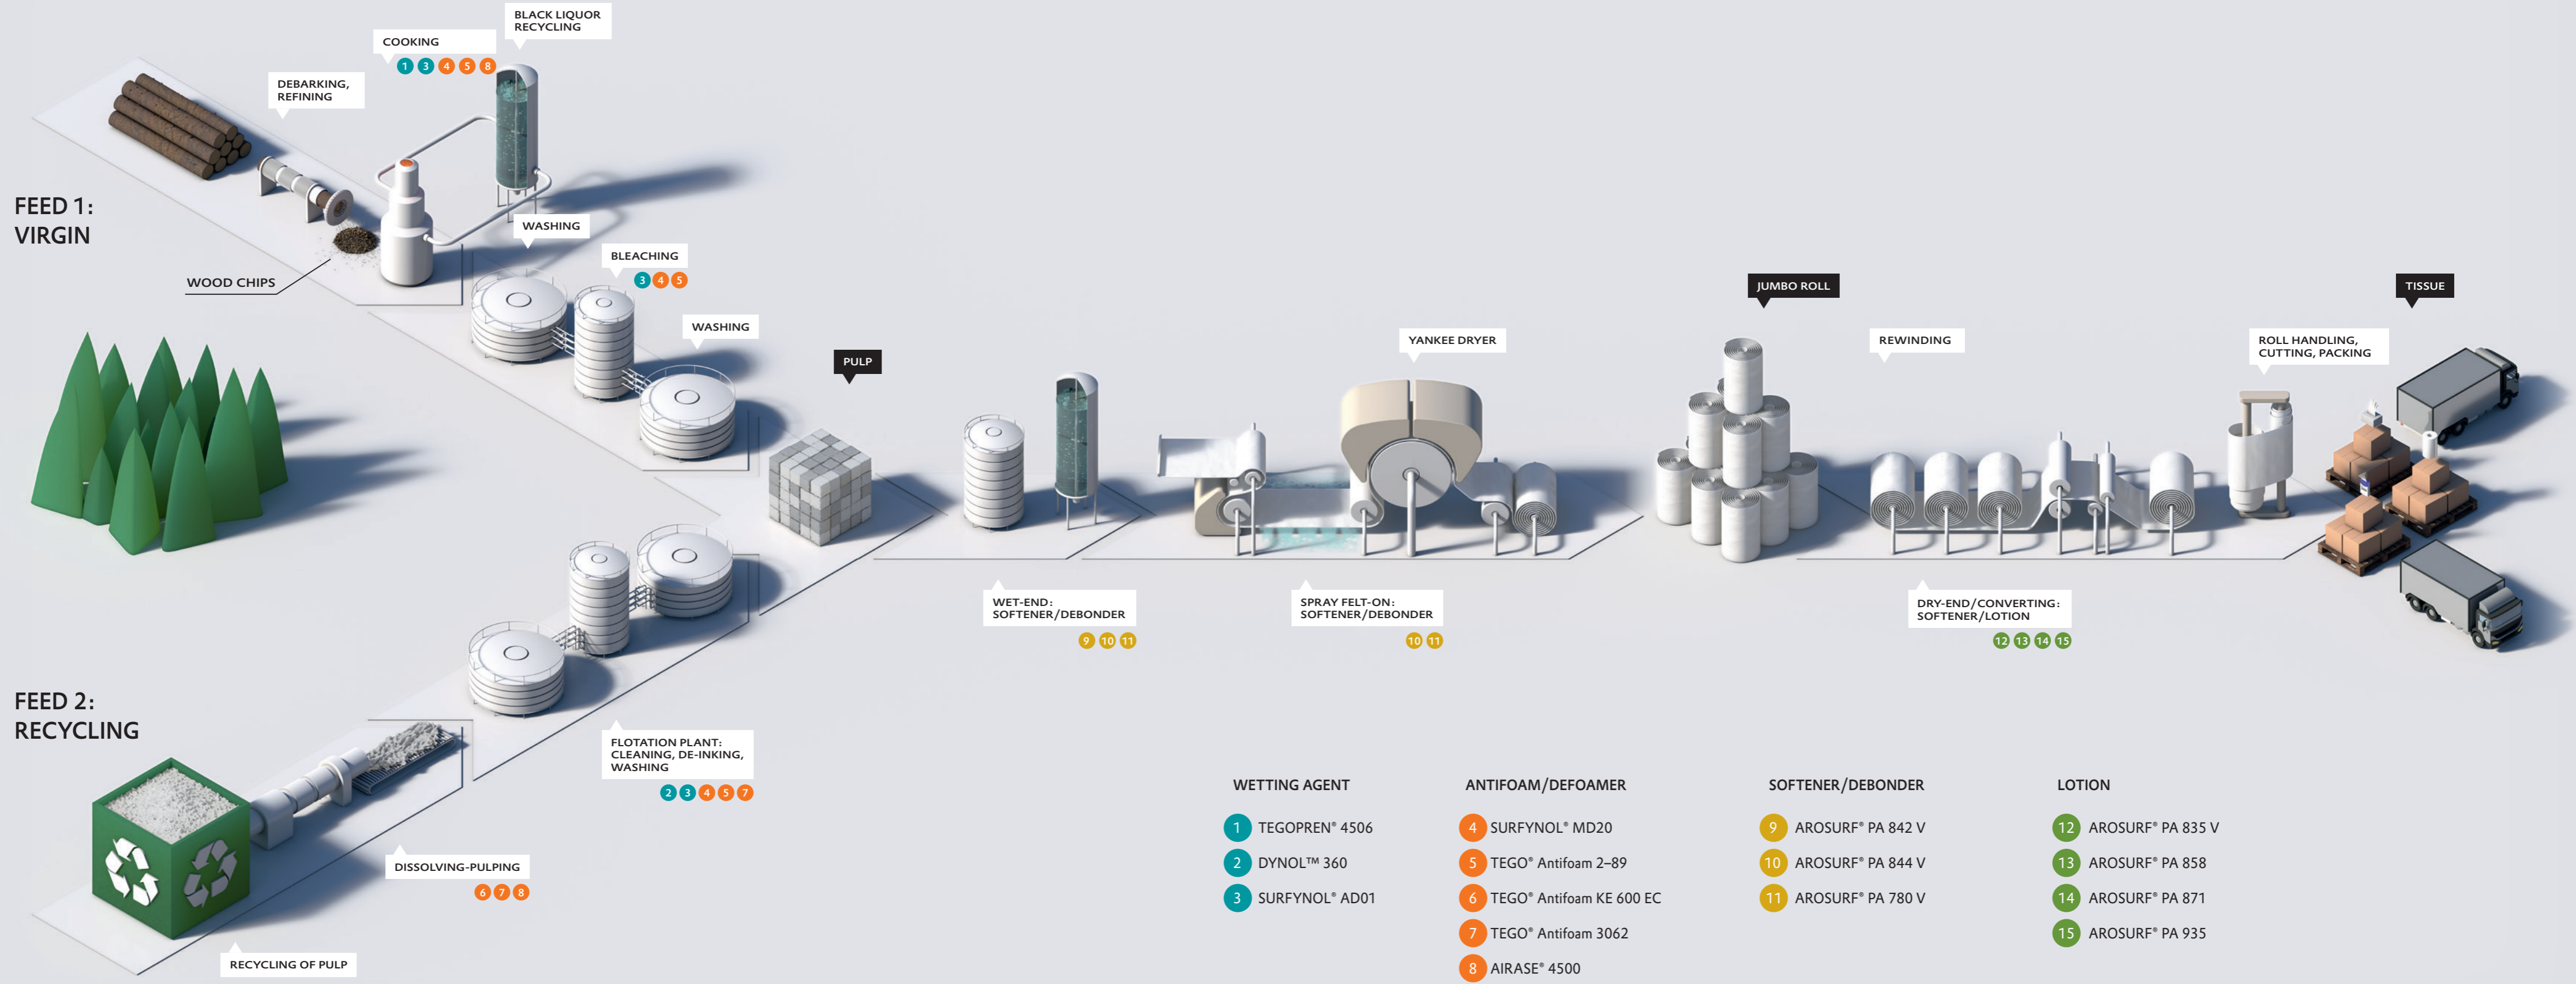 BLACK LIQUOR
RECYCLING
COOKING
1 3 4 5 8
DEBARKING,
REFINING
FEED 1:
VIRGIN
WOOD CHIPS
WASHING
BLEACHING
3 4 5
WASHING
PULP
JUMBO ROLL
TISSUE
YANKEE DRYER
REWINDING
ROLL HANDLING,
CUTTING, PACKING
WET-END:
SOFTENER/DEBONDER
9 10 11
SPRAY FELT-ON:
SOFTENER/DEBONDER
10 11
DRY-END/CONVERTING:
SOFTENER/LOTION
12 13 14 15
FEED 2:
RECYCLING
FLOTATION PLANT:
CLEANING, DE-INKING,
WASHING
2 3 4 5 7
DISSOLVING-PULPING
6 7 8
RECYCLING OF PULP
WETTING AGENT
1 TEGOPREN® 4506
2 DYNOL™ 360
3 SURFYNOL® AD01
ANTIFOAM/DEFOAMER
4 SURFYNOL® MD20
5 TEGO® Antifoam 2–89
6 TEGO® Antifoam KE 600 EC
7 TEGO® Antifoam 3062
8 AIRASE® 4500
SOFTENER/DEBONDER
9 AROSURF® PA 842 V
10 AROSURF® PA 844 V
11 AROSURF® PA 780 V
LOTION
12 AROSURF® PA 835 V
13 AROSURF® PA 858
14 AROSURF® PA 871
15 AROSURF® PA 935